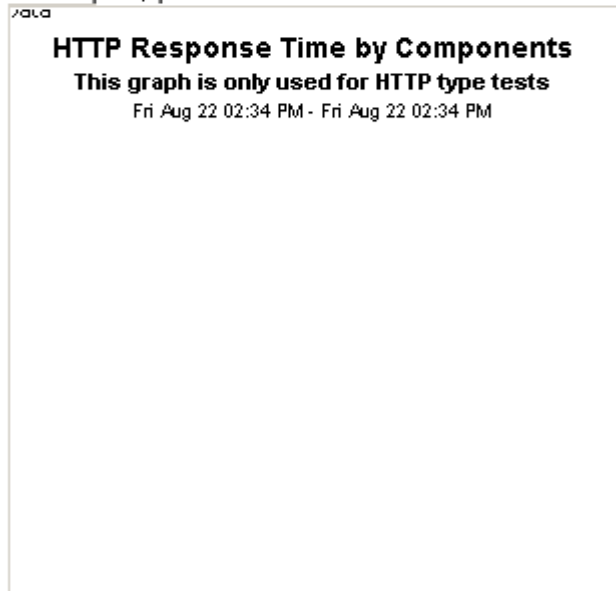 HTTP Response Time by Components
This graph is only used for HTTP type tests
Fri Aug 22 02:34 PM - Fri Aug 22 02:34 PM